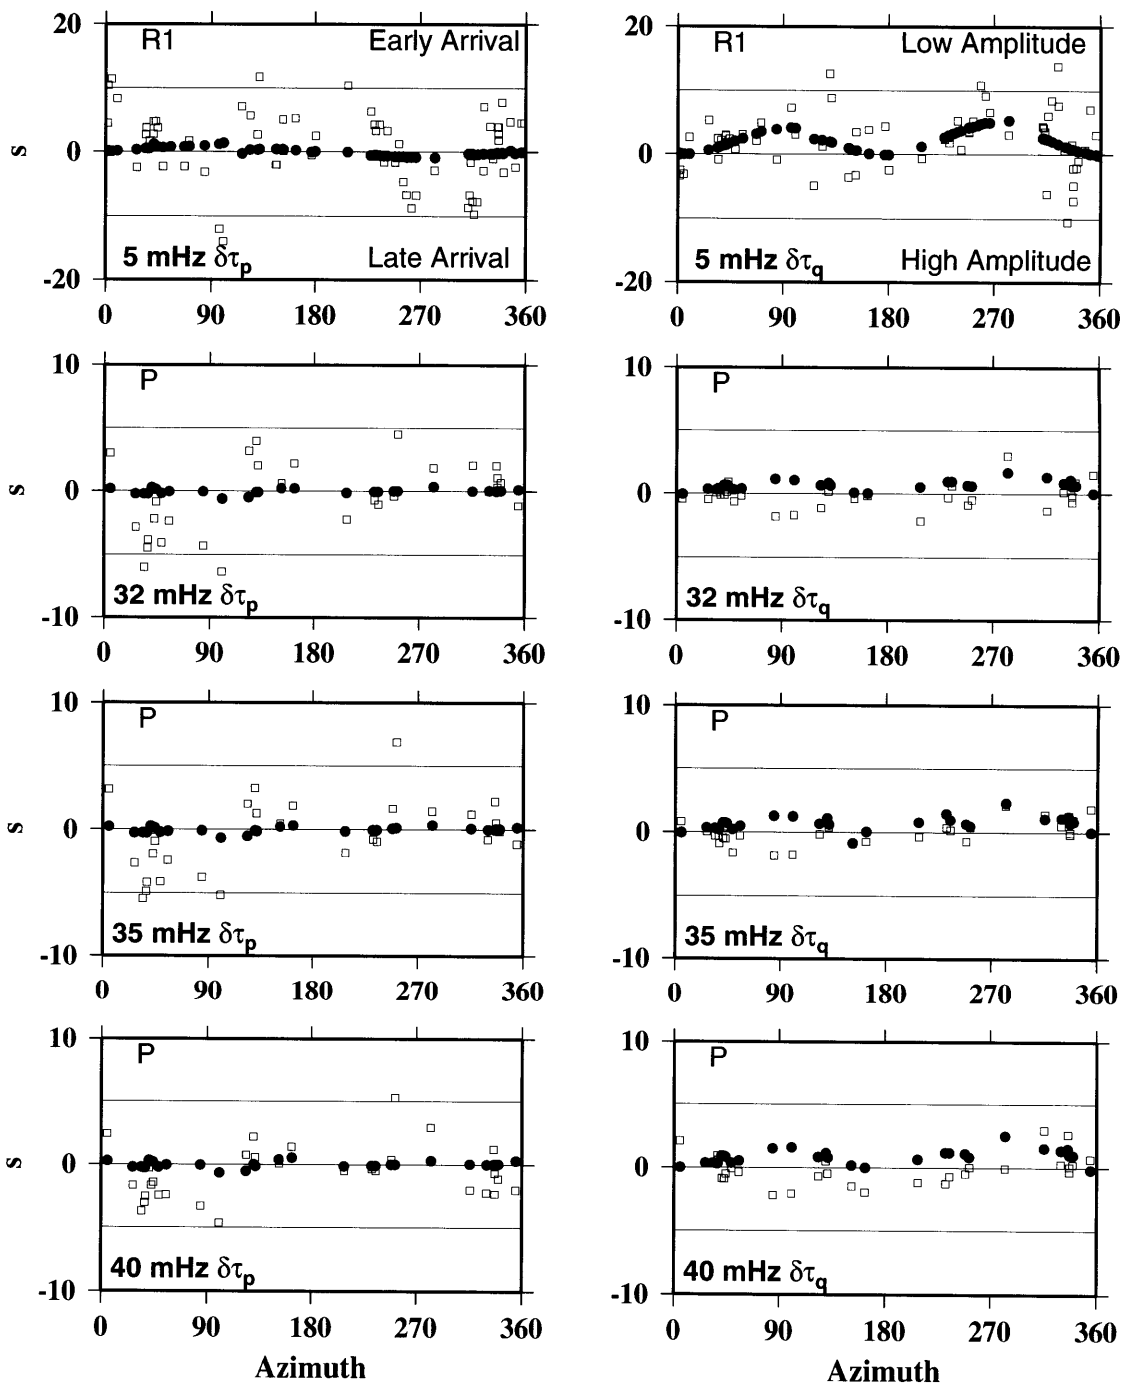 20 R1 Early Arrival
10
s 0
-20 5 mHz δτp Late Arrival
0 90 180 270 360
20 R1 Low Amplitude
0
-20 5 mHz δτq High Amplitude
0 90 180 270 360
10 P
s 0
-10 32 mHz δτp
0 90 180 270 360
10 P
0
-10 32 mHz δτq
0 90 180 270 360
10 P
s 0
-10 35 mHz δτp
0 90 180 270 360
10 P
0
-10 35 mHz δτq
0 90 180 270 360
10 P
s 0
-10 40 mHz δτp
0 90 180 270 360
Azimuth
10 P
0
-10 40 mHz δτq
0 90 180 270 360
Azimuth